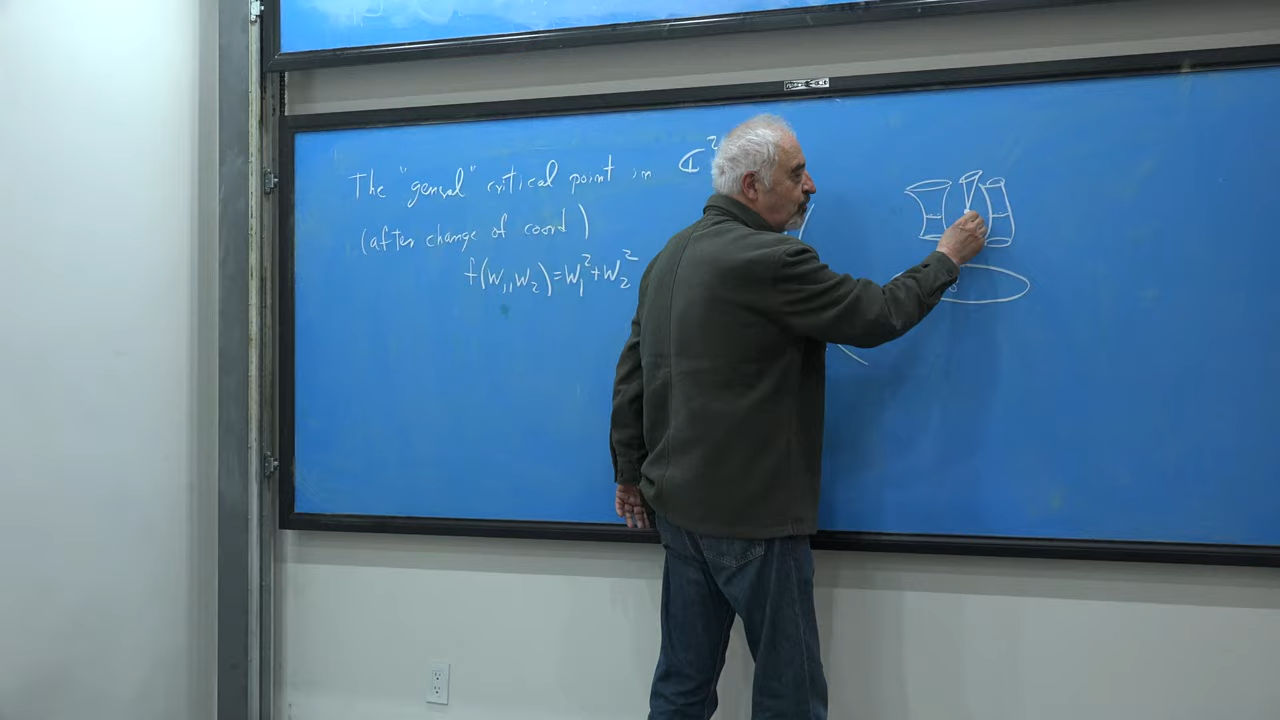 The "general" critical point in ℂ²
(after change of coord)
f(w₁,w₂)=w₁²+w₂²